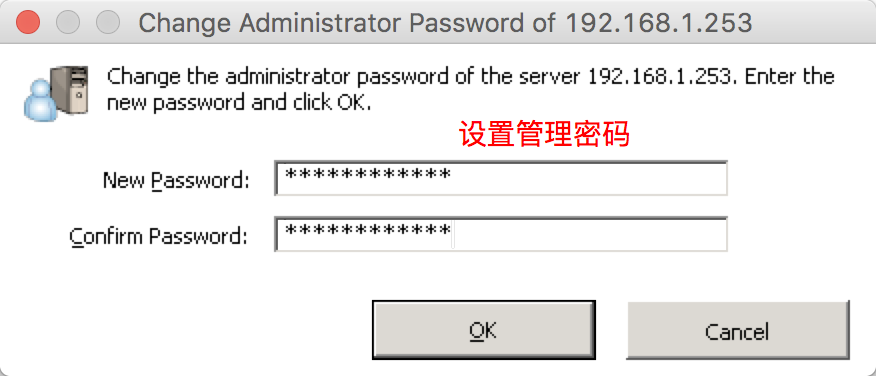 Change Administrator Password of 192.168.1.253
Change the administrator password of the server 192.168.1.253. Enter the
new password and click OK.
设置管理密码
New Password: ************
Confirm Password: ************
OK Cancel